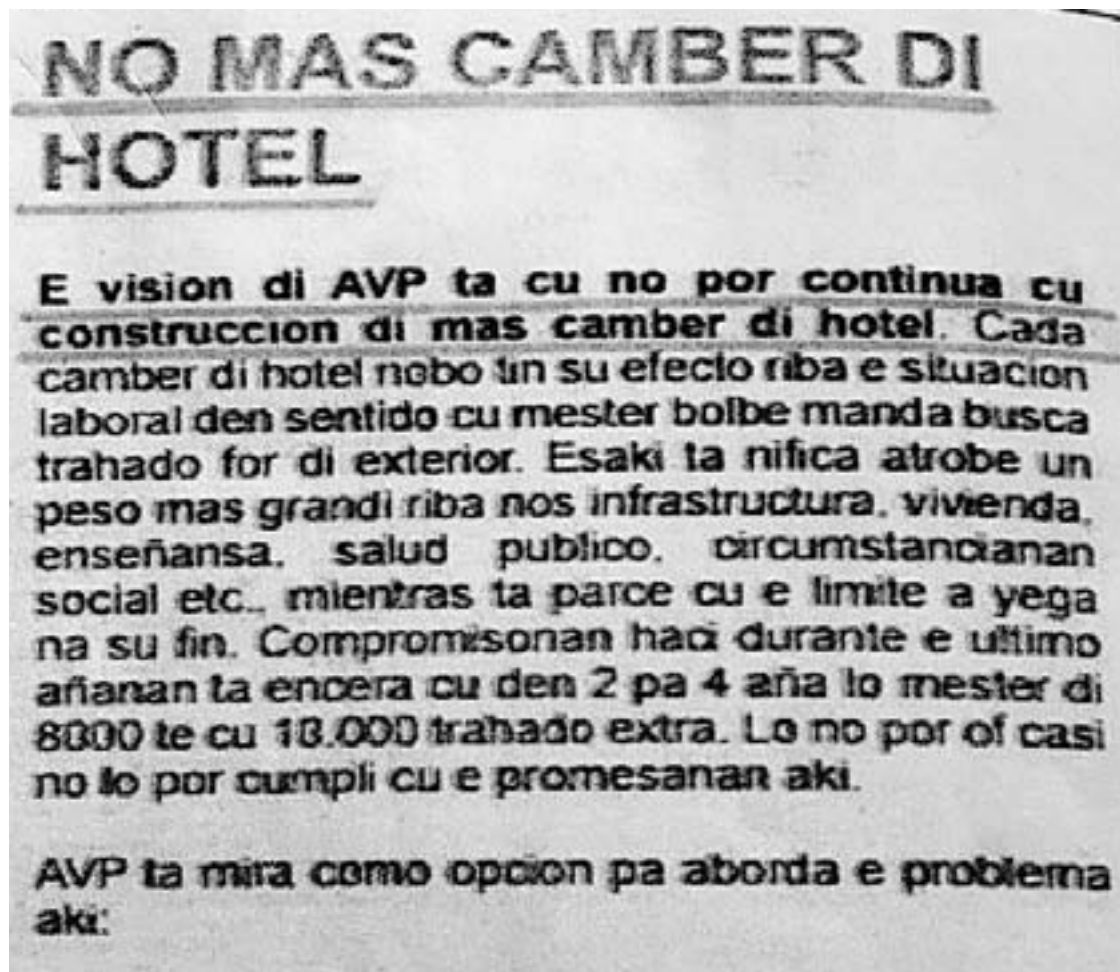 NO MAS CAMBER DI
HOTEL
E vision di AVP ta cu no por continua cu
construccion di mas camber di hotel. Cada
camber di hotel nobo tin su efecto riba e situacion
laboral den sentido cu mester bolbe manda busca
trahado for di exterior. Esaki ta nifica atrobe un
peso mas grandi riba nos infrastructura, vivienda,
enseñansa, salud publico, circumstancianan
social etc., mientras ta parce cu e limite a yega
na su fin. Compromisonan haci durante e ultimo
añanan ta encera cu den 2 pa 4 aña lo mester di
8000 te cu trahado extra. Lo no por of casi
no lo por cumpli cu e promesanan aki.
AVP ta mira como opcion pa aborda e problema
aki: